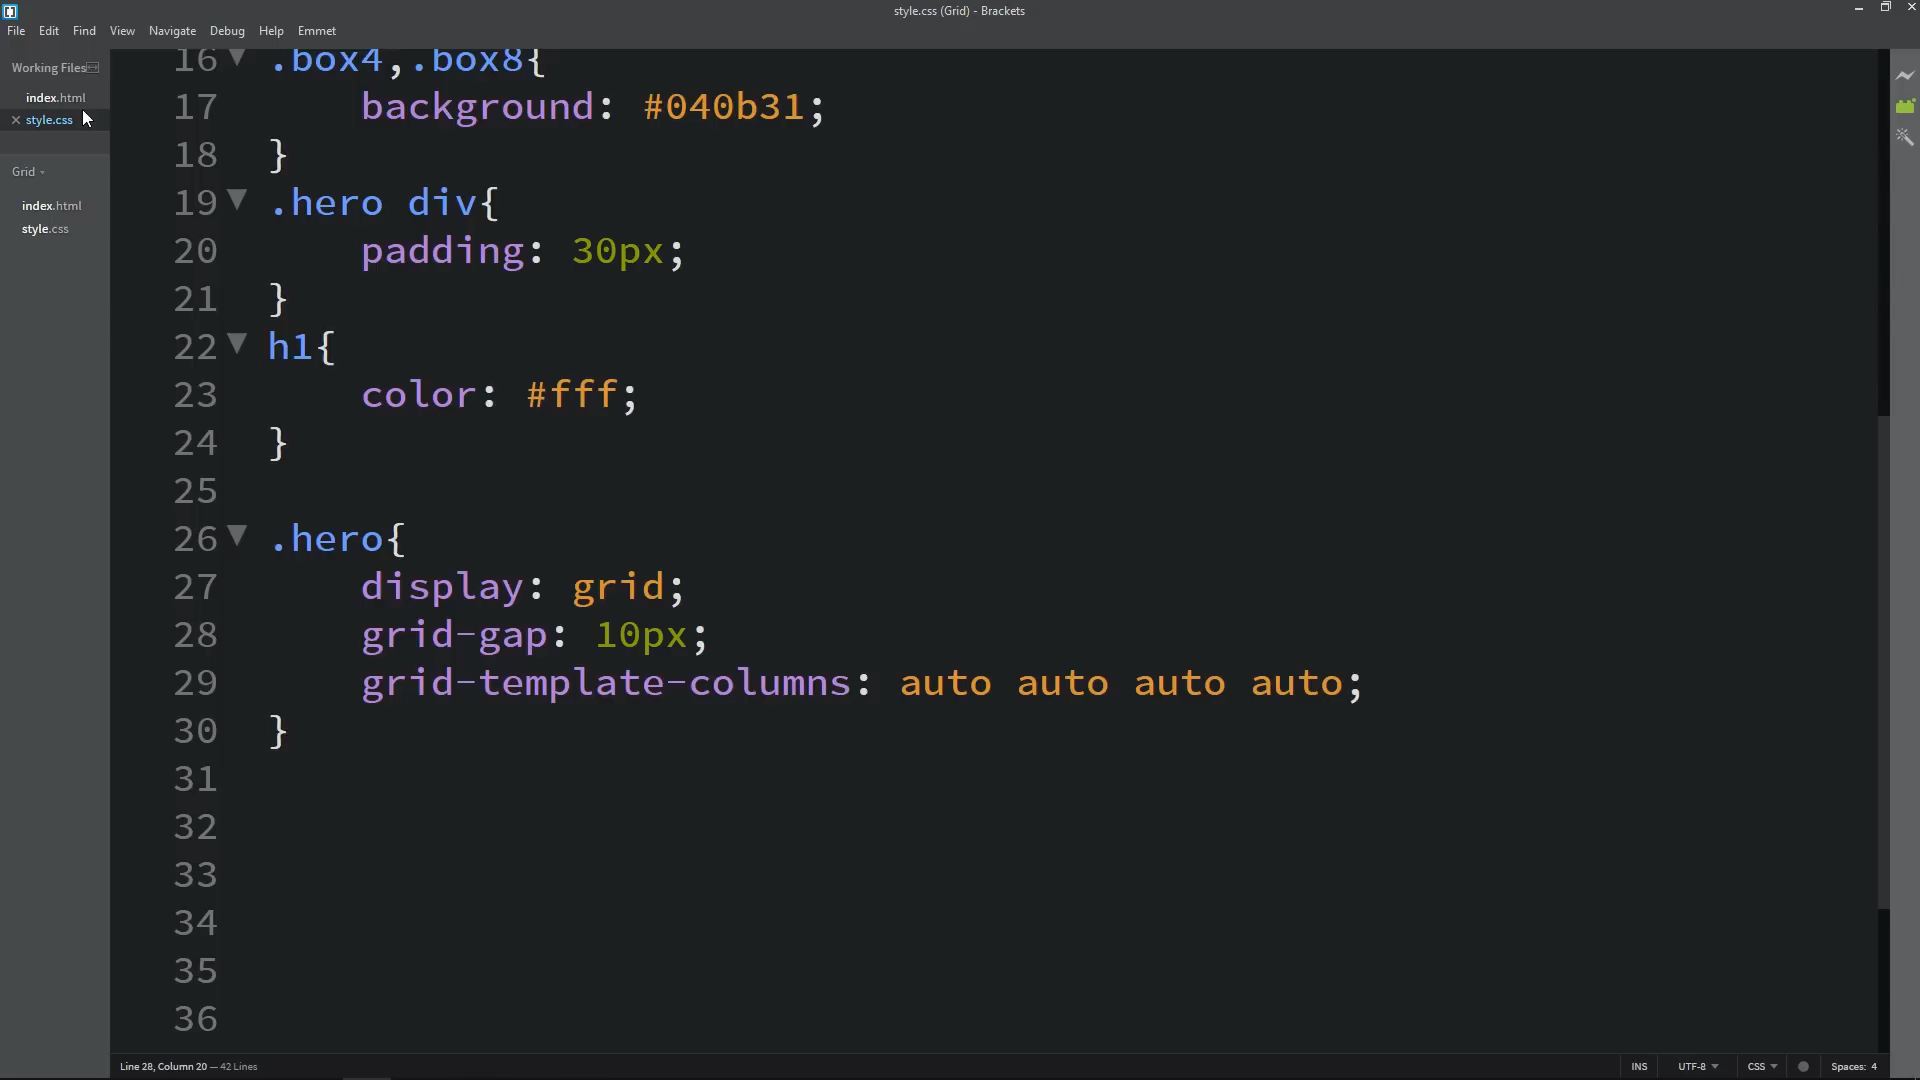 style.css (Grid) - Brackets
File Edit Find View Navigate Debug Help Emmet
Working Files
index.html
style.css
Grid
index.html
style.css
16 .box4,.box8{
17 background: #040b31;
18 }
19 .hero div{
20 padding: 30px;
21 }
22 h1{
23 color: #fff;
24 }
25
26 .hero{
27 display: grid;
28 grid-gap: 10px;
29 grid-template-columns: auto auto auto auto;
30 }
31
32
33
34
35
36
Line 28, Column 20 — 42 Lines INS UTF-8 CSS Spaces: 4